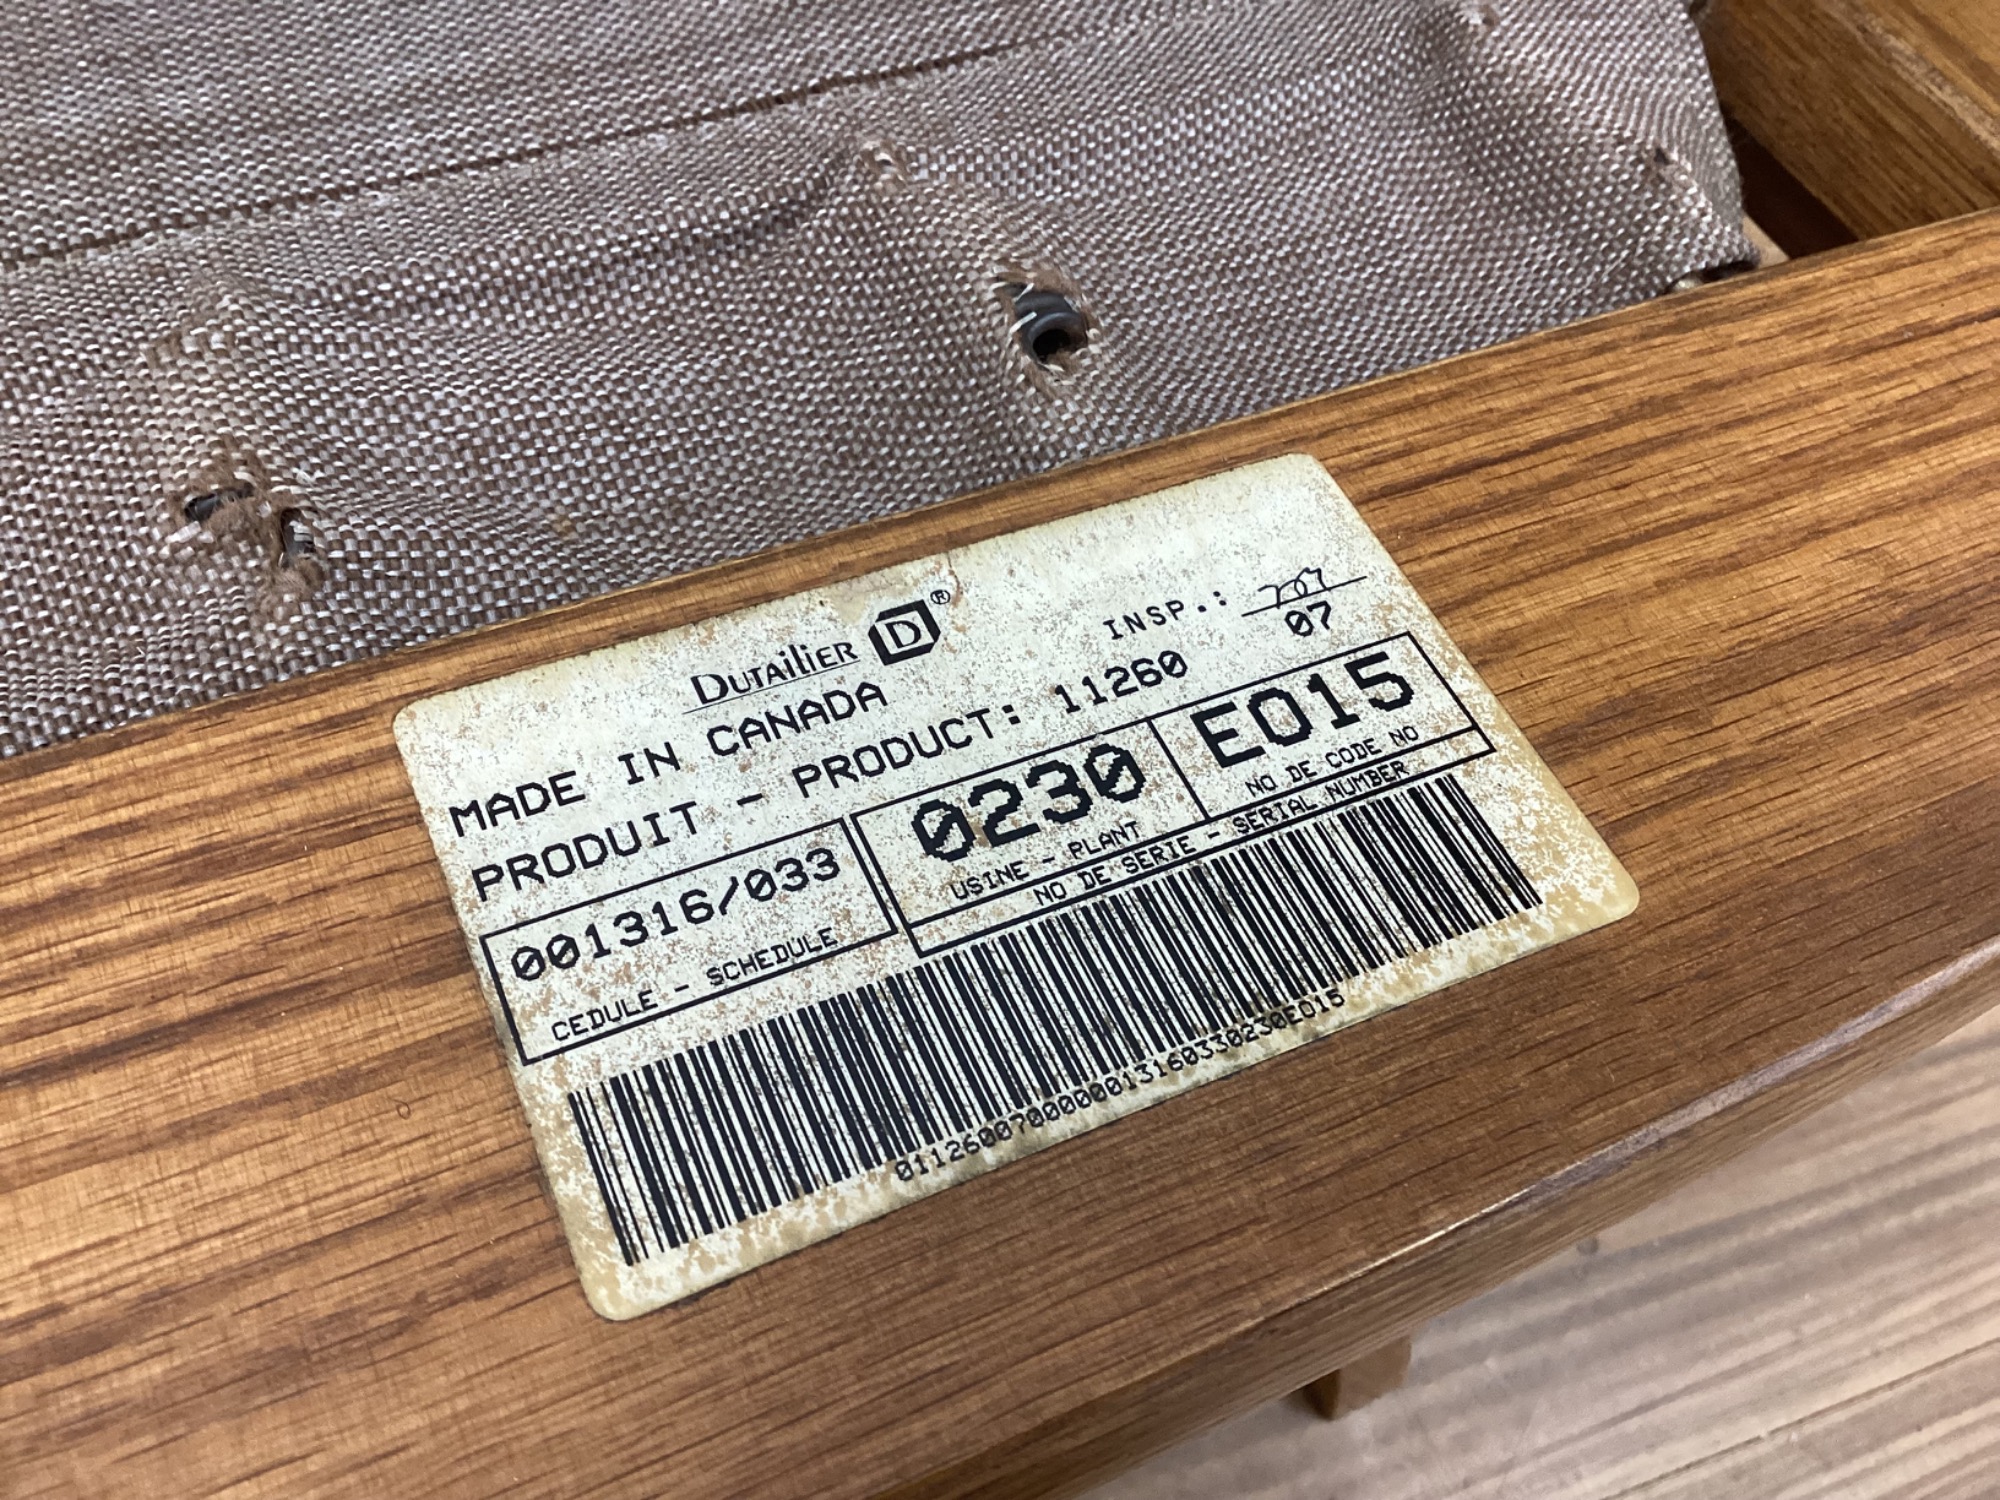 DUTAILIER D®
MADE IN CANADA
INSP.: 07
PRODUIT - PRODUCT: 11260
001316/033
CEDULE - SCHEDULE
0230
USINE - PLANT
E015
NO DE CODE NO
NO DE SERIE - SERIAL NUMBER